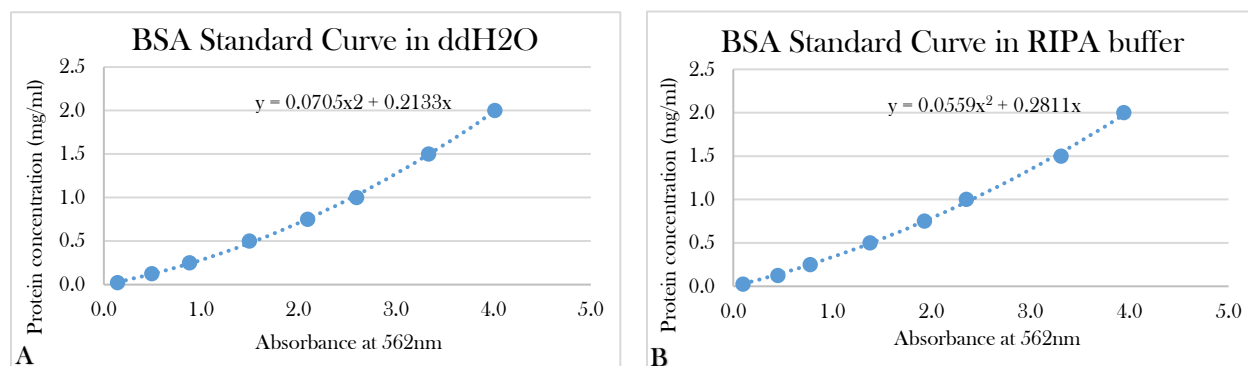 BSA Standard Curve in ddH2O
2.5
2.0
1.5
1.0
0.5
0.0
y = 0.0705x2 + 0.2133x
Protein concentration (mg/ml)
0.0 1.0 2.0 3.0 4.0 5.0
Absorbance at 562nm
A
BSA Standard Curve in RIPA buffer
2.5
2.0
1.5
1.0
0.5
0.0
y = 0.0559x² + 0.2811x
Protein concentration (mg/ml)
0.0 1.0 2.0 3.0 4.0 5.0
Absorbance at 562nm
B